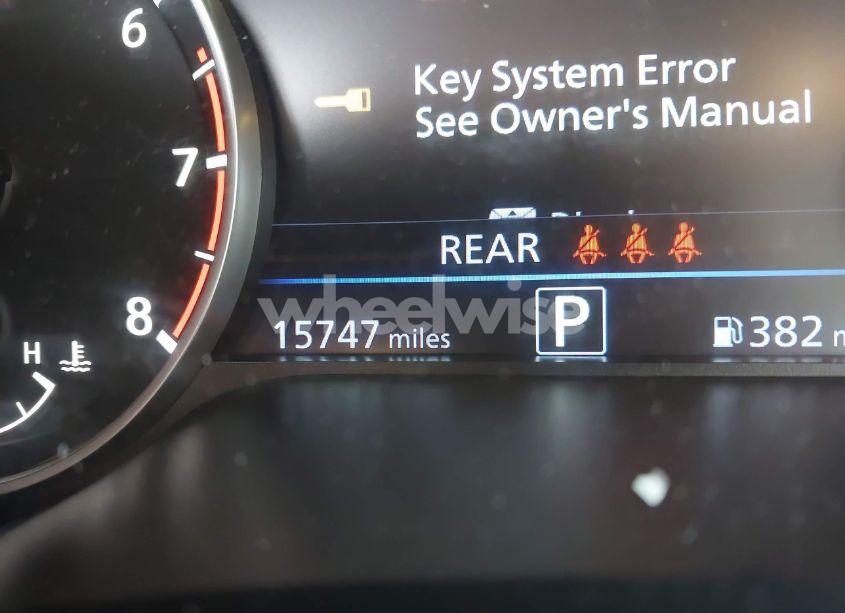 6
Key System Error
See Owner's Manual
7
REAR
8
wheelwise
15747 miles
P
382
H